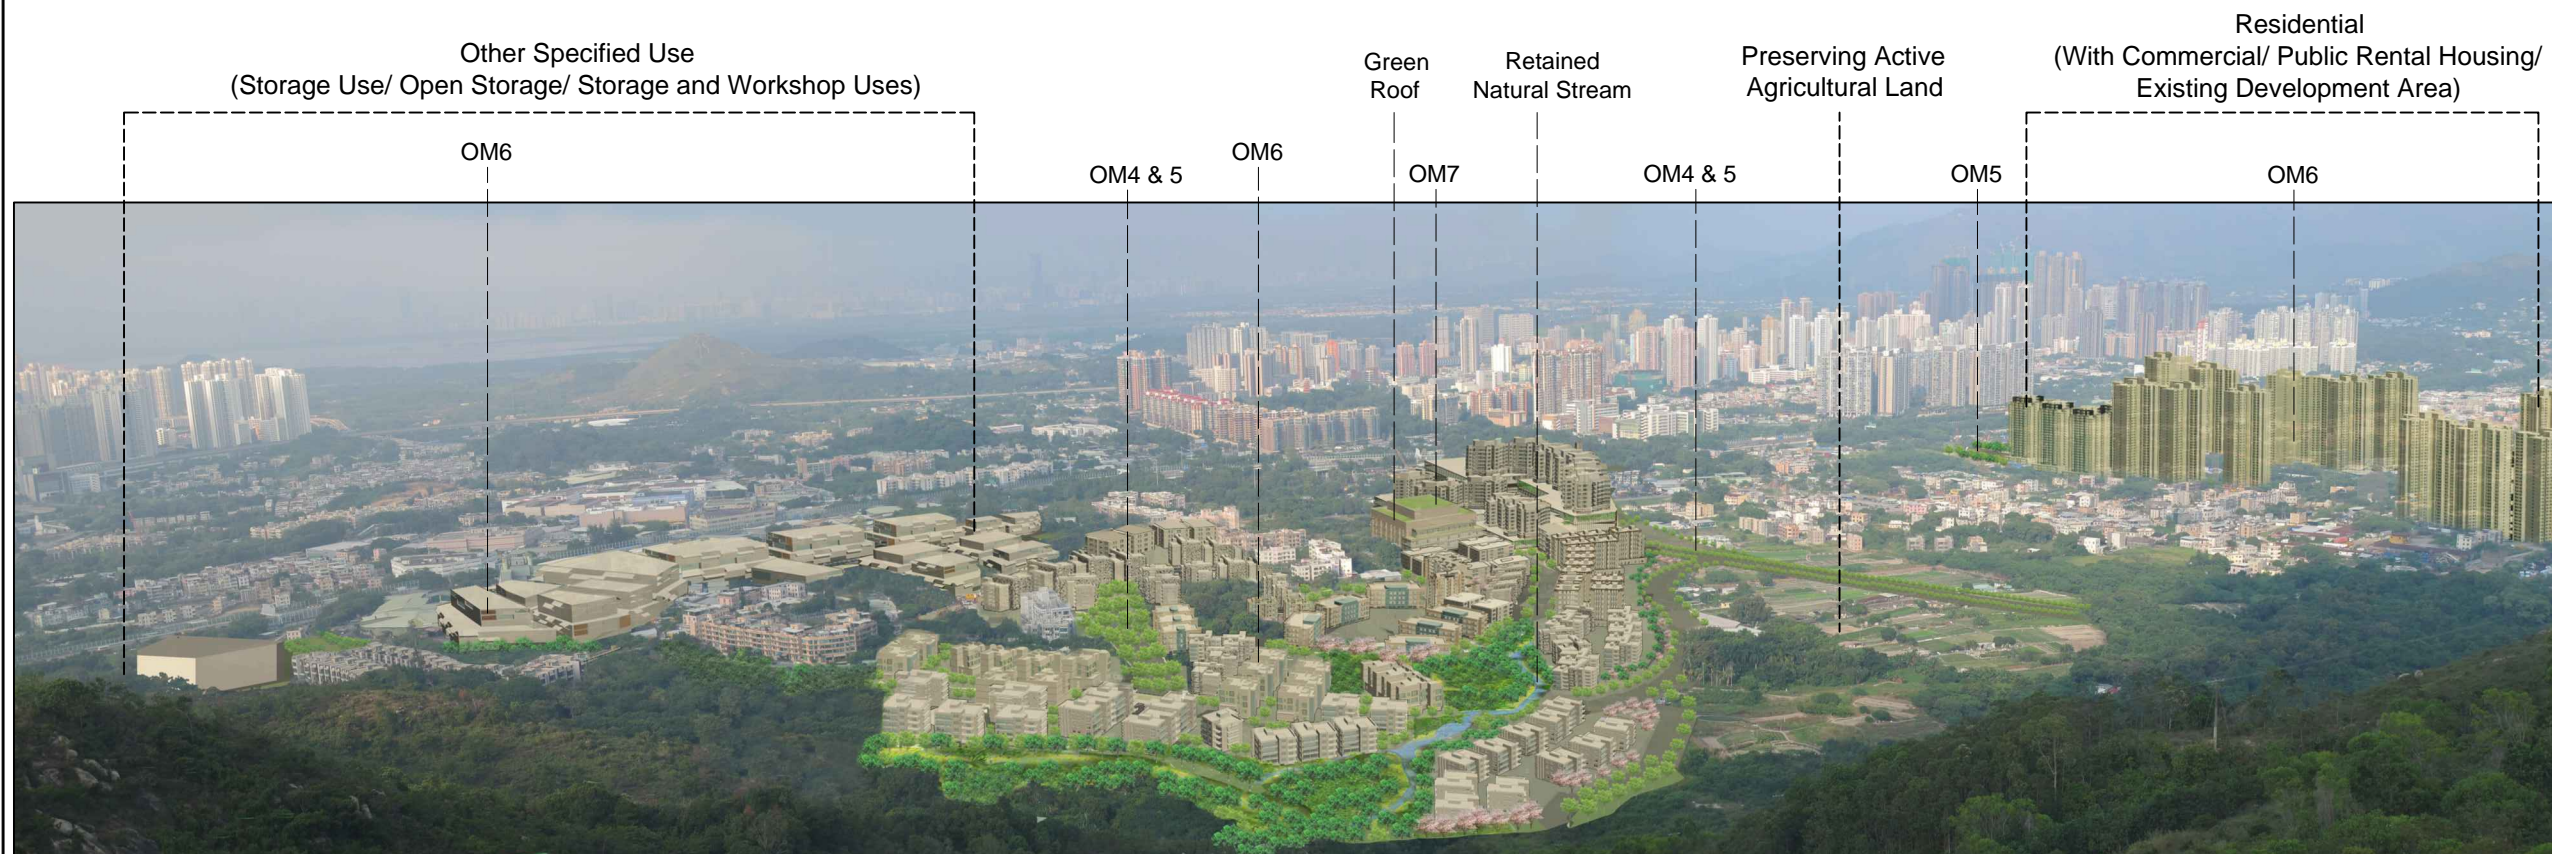 Other Specified Use
(Storage Use/ Open Storage/ Storage and Workshop Uses)
Green
Roof
Retained
Natural Stream
Preserving Active
Agricultural Land
Residential
(With Commercial/ Public Rental Housing/
Existing Development Area)
OM6
OM4 & 5
OM6
OM7
OM4 & 5
OM5
OM6